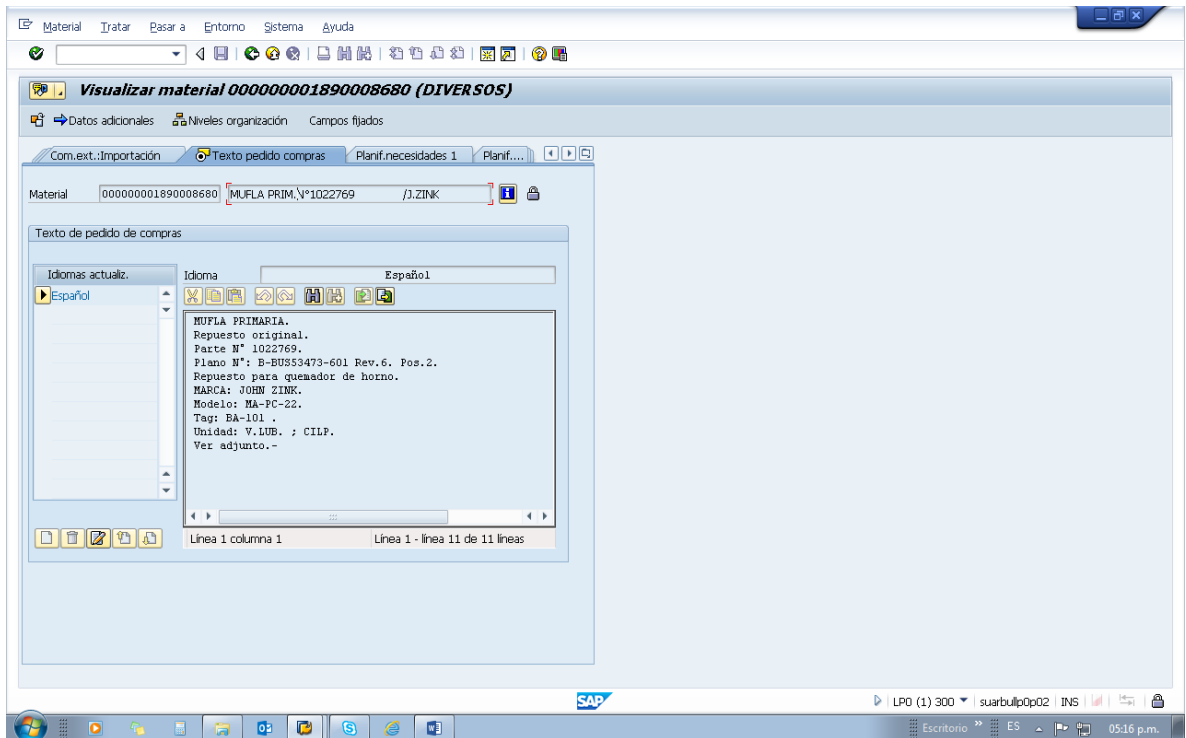 Material Tratar Pasar a Entorno Sistema Ayuda
Visualizar material 000000001890008680 (DIVERSOS)
Datos adicionales Niveles organización Campos fijados
Com.ext.:Importación Texto pedido compras Planif.necesidades 1 Planif....
Material 000000001890008680 MUFLA PRIM.\N°1022769 /J.ZINK
Texto de pedido de compras
Idiomas actualiz. Idioma Español
Español
MUFLA PRIMARIA.
Repuesto original.
Parte N° 1022769.
Plano N°: B-BUS53473-601 Rev.6. Pos.2.
Repuesto para quemador de horno.
MARCA: JOHN ZINK.
Modelo: MA-PC-22.
Tag: BA-101 .
Unidad: V.LUB. ; CILP.
Ver adjunto.-
Línea 1 columna 1 Línea 1 - línea 11 de 11 líneas
SAP
LP0 (1) 300 suarbullp0p02 INS
Escritorio » ES 05:16 p.m.